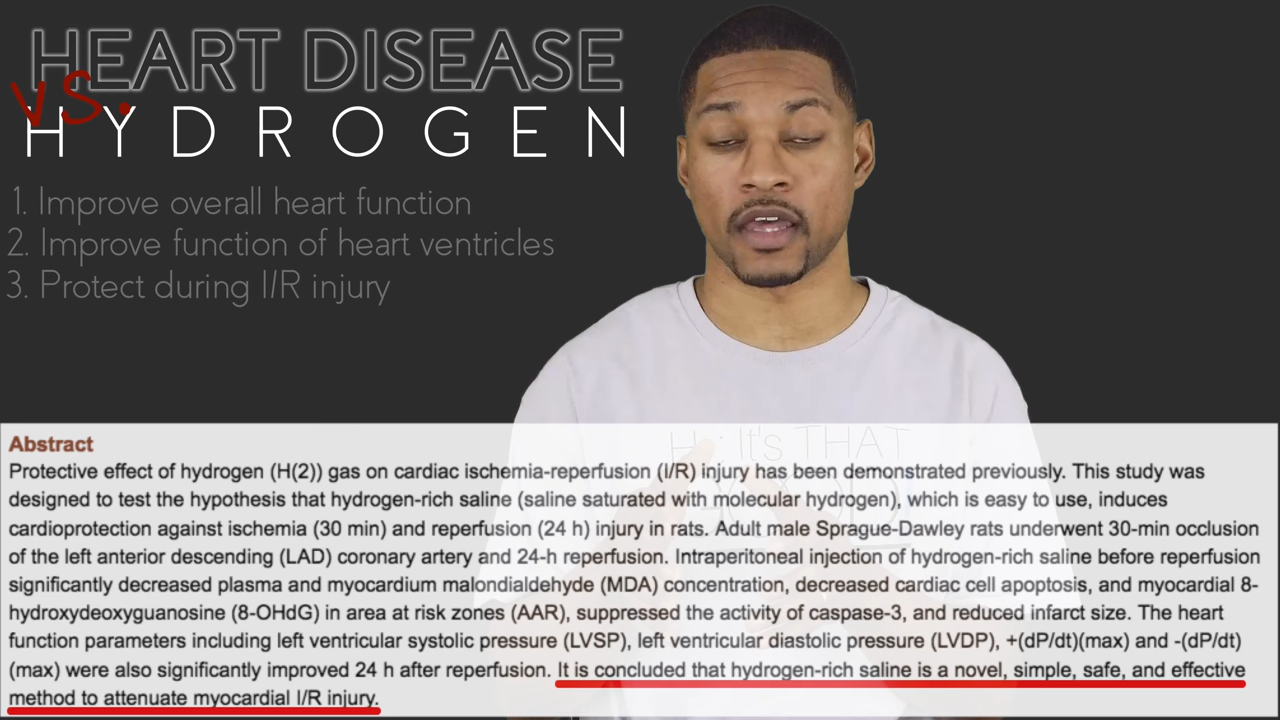 HEART DISEASE
VS.
HYDROGEN
1. Improve overall heart function
2. Improve function of heart ventricles
3. Protect during I/R injury
H₂: It's THAT
Abstract
Protective effect of hydrogen (H(2)) gas on cardiac ischemia-reperfusion (I/R) injury has been demonstrated previously. This study was
designed to test the hypothesis that hydrogen-rich saline (saline saturated with molecular hydrogen), which is easy to use, induces
cardioprotection against ischemia (30 min) and reperfusion (24 h) injury in rats. Adult male Sprague-Dawley rats underwent 30-min occlusion
of the left anterior descending (LAD) coronary artery and 24-h reperfusion. Intraperitoneal injection of hydrogen-rich saline before reperfusion
significantly decreased plasma and myocardium malondialdehyde (MDA) concentration, decreased cardiac cell apoptosis, and myocardial 8-
hydroxydeoxyguanosine (8-OHdG) in area at risk zones (AAR), suppressed the activity of caspase-3, and reduced infarct size. The heart
function parameters including left ventricular systolic pressure (LVSP), left ventricular diastolic pressure (LVDP), +(dP/dt)(max) and -(dP/dt)
(max) were also significantly improved 24 h after reperfusion. It is concluded that hydrogen-rich saline is a novel, simple, safe, and effective
method to attenuate myocardial I/R injury.